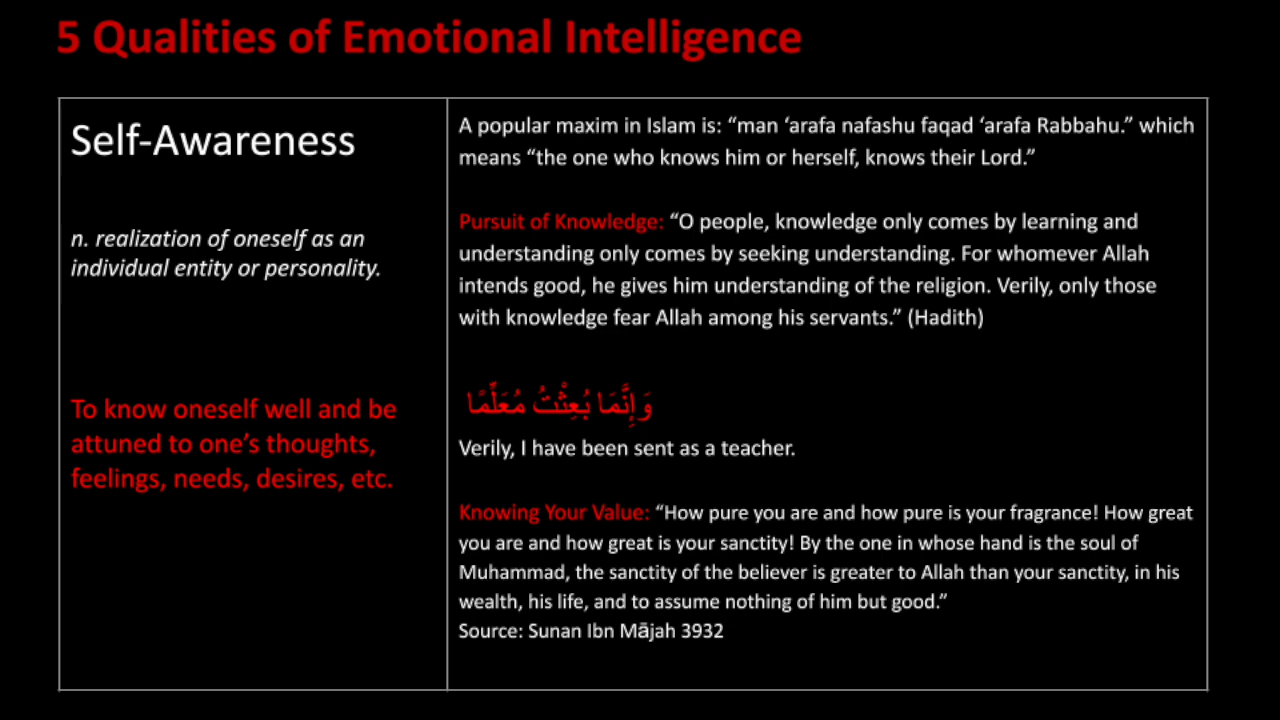 5 Qualities of Emotional Intelligence
Self-Awareness
n. realization of oneself as an
individual entity or personality.
To know oneself well and be
attuned to one’s thoughts,
feelings, needs, desires, etc.
A popular maxim in Islam is: “man ‘arafa nafashu faqad ‘arafa Rabbahu.” which
means “the one who knows him or herself, knows their Lord.”
Pursuit of Knowledge: “O people, knowledge only comes by learning and
understanding only comes by seeking understanding. For whomever Allah
intends good, he gives him understanding of the religion. Verily, only those
with knowledge fear Allah among his servants.” (Hadith)
وَإِنَّمَا بُعِثْتُ مُعَلِّمًا
Verily, I have been sent as a teacher.
Knowing Your Value: “How pure you are and how pure is your fragrance! How great
you are and how great is your sanctity! By the one in whose hand is the soul of
Muhammad, the sanctity of the believer is greater to Allah than your sanctity, in his
wealth, his life, and to assume nothing of him but good.”
Source: Sunan Ibn Mājah 3932